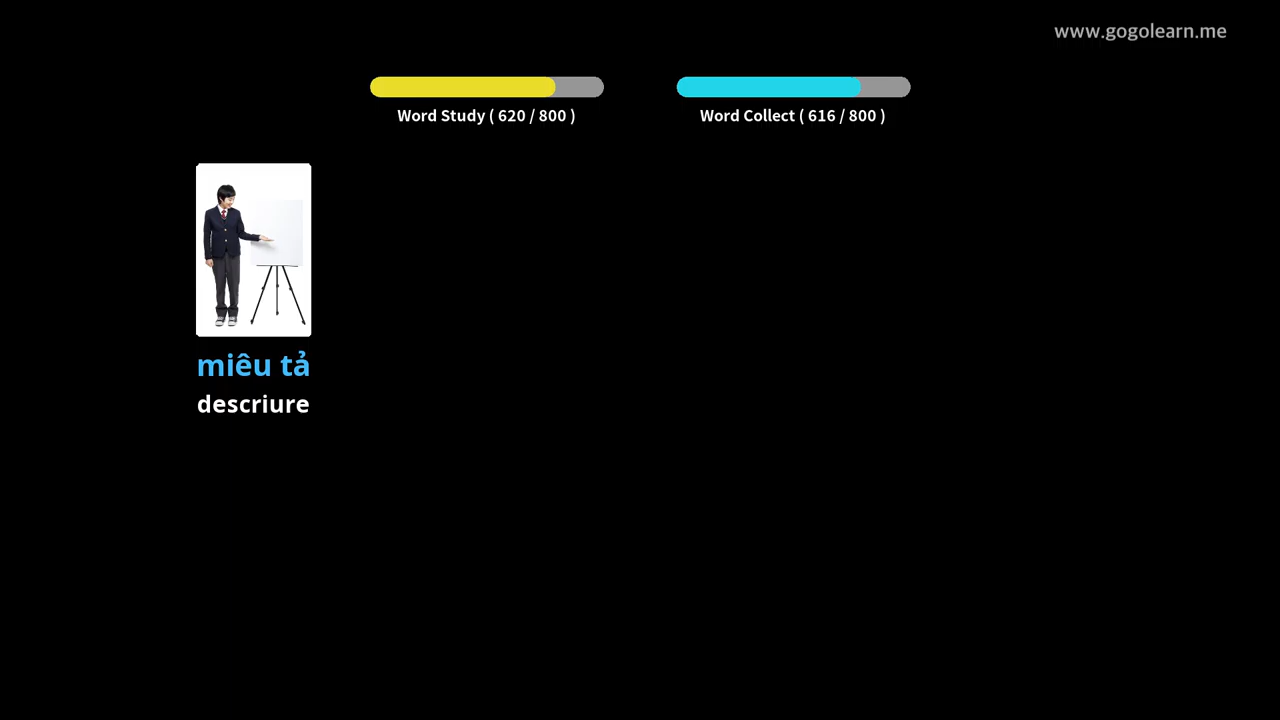 www.gogolearn.me
Word Study ( 620 / 800 )
Word Collect ( 616 / 800 )
miêu tả
descriure